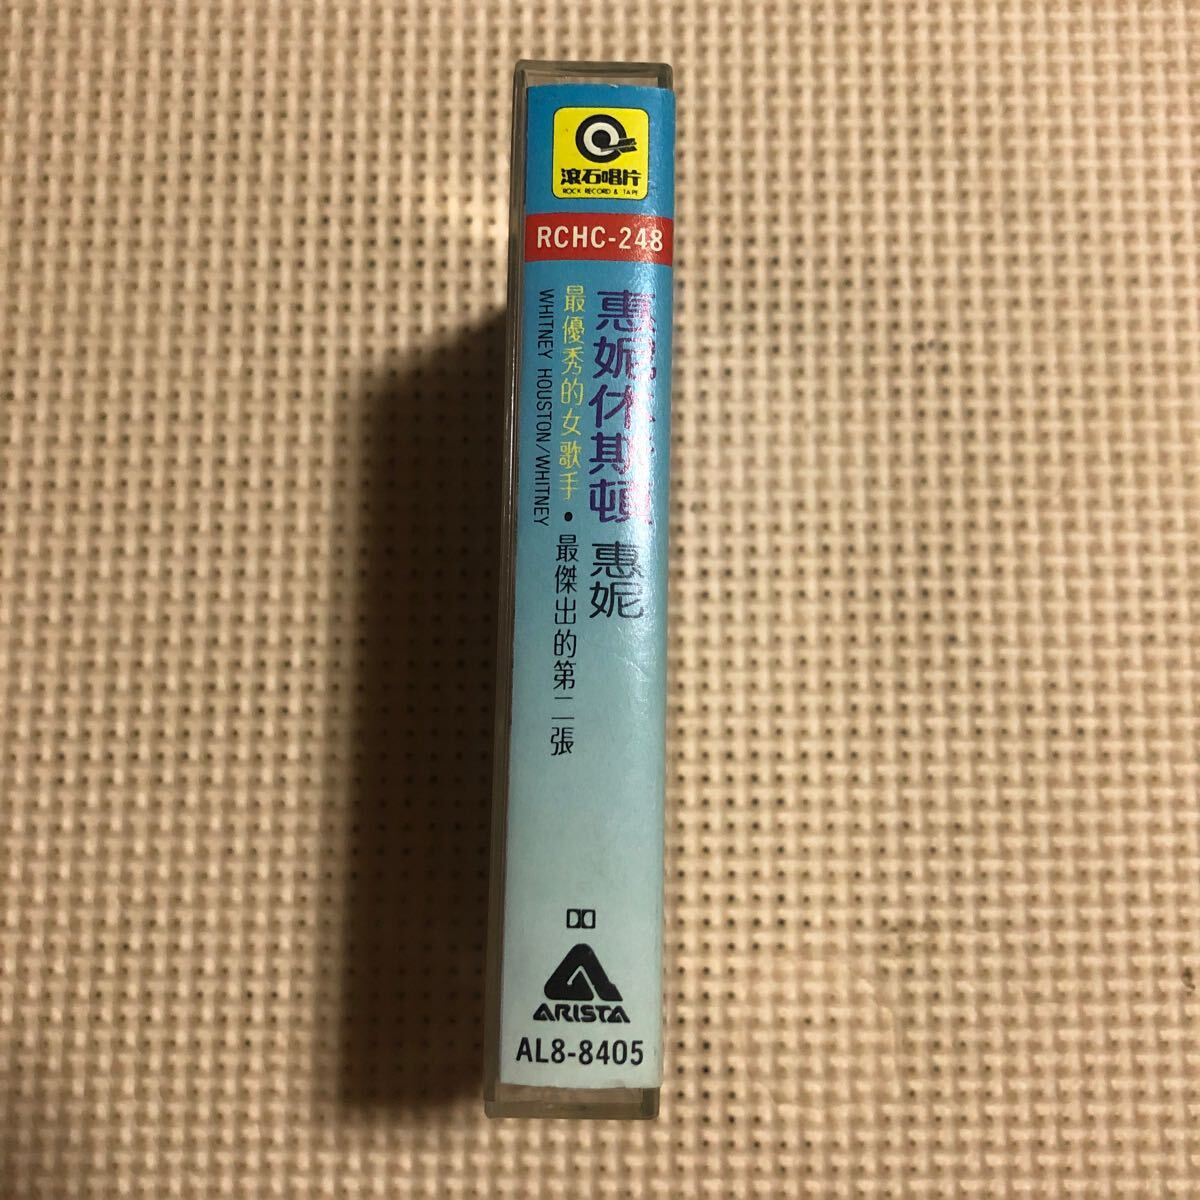 滾石唱片
ROCK RECORD & TAPE
RCHC-248
惠妮休斯頓 惠妮
最優秀的女歌手・最傑出的第二張
WHITNEY HOUSTON/WHITNEY
ARISTA
AL8-8405